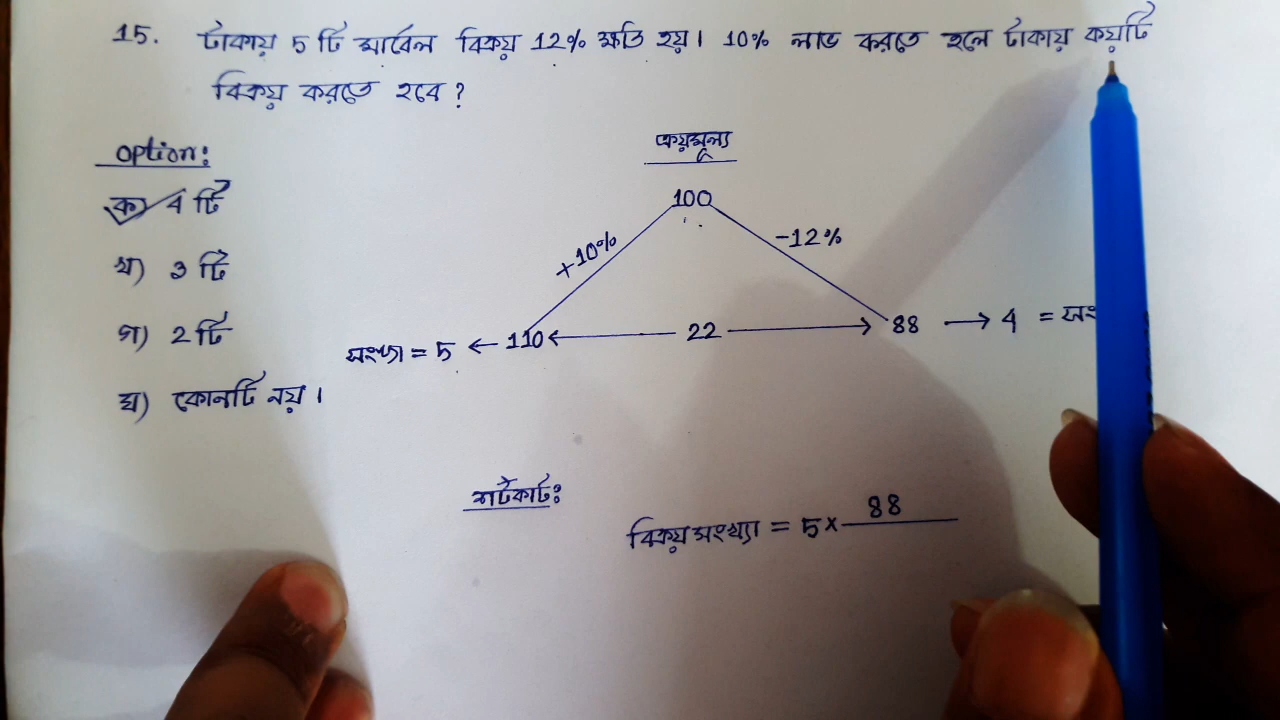 15. টাকায় 5 টি মার্বেল বিক্রয় 12% ক্ষতি হয়। 10% লাভ করতে হলে টাকায় কয়টি
বিক্রয় করতে হবে?
option:
ক) 4 টি
খ) 3 টি
গ) 2 টি
ঘ) কোনটি নয়।
ক্রয়মূল্য
100
+10%
-12%
সংখ্যা = 5 ← 110 ← 22 → 88 → 4 =
শর্টকার্ট:
বিক্রয় সংখ্যা = 5 × 88